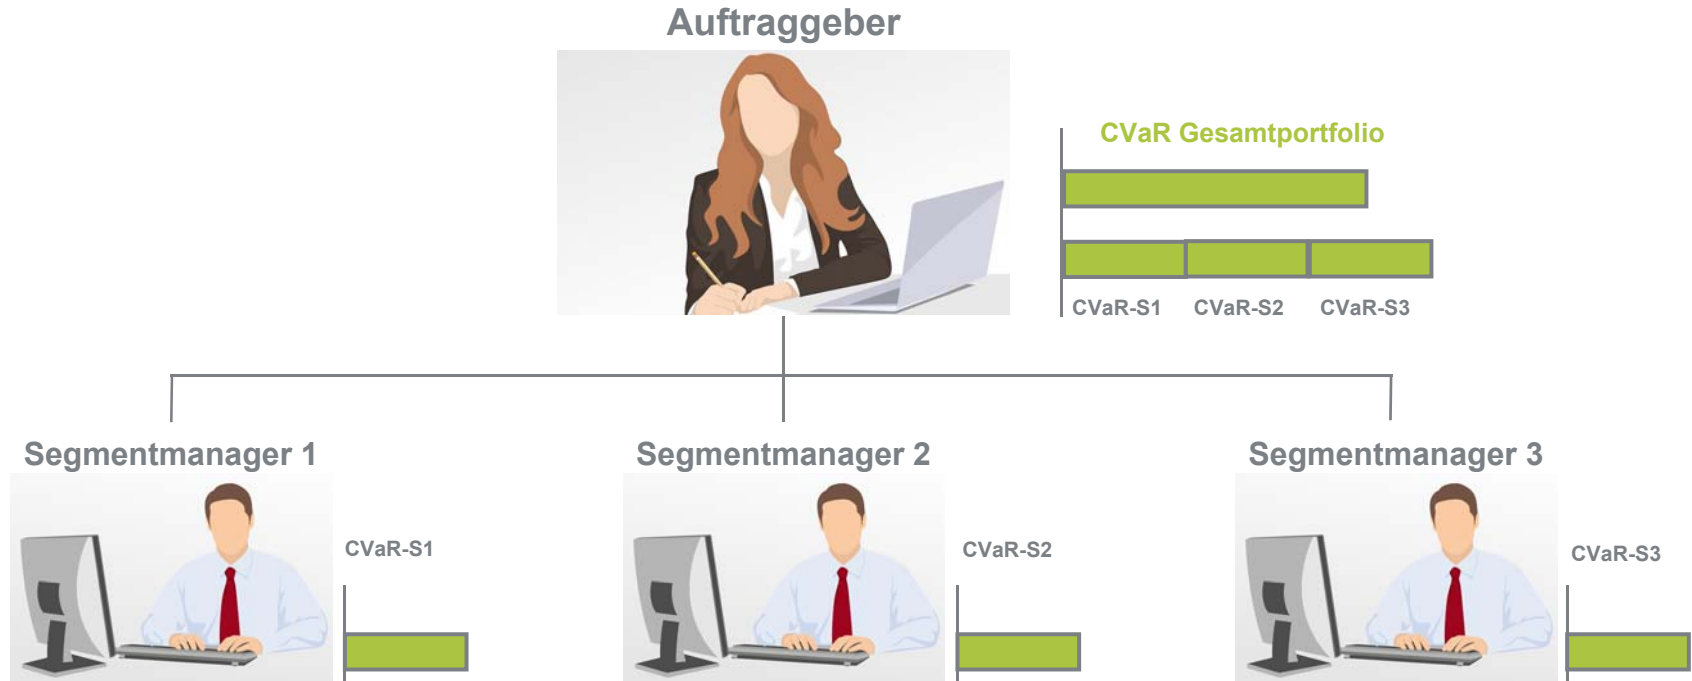 Auftraggeber
CVaR Gesamtportfolio
CVaR-S1 CVaR-S2 CVaR-S3
Segmentmanager 1 Segmentmanager 2 Segmentmanager 3
CVaR-S1 CVaR-S2 CVaR-S3